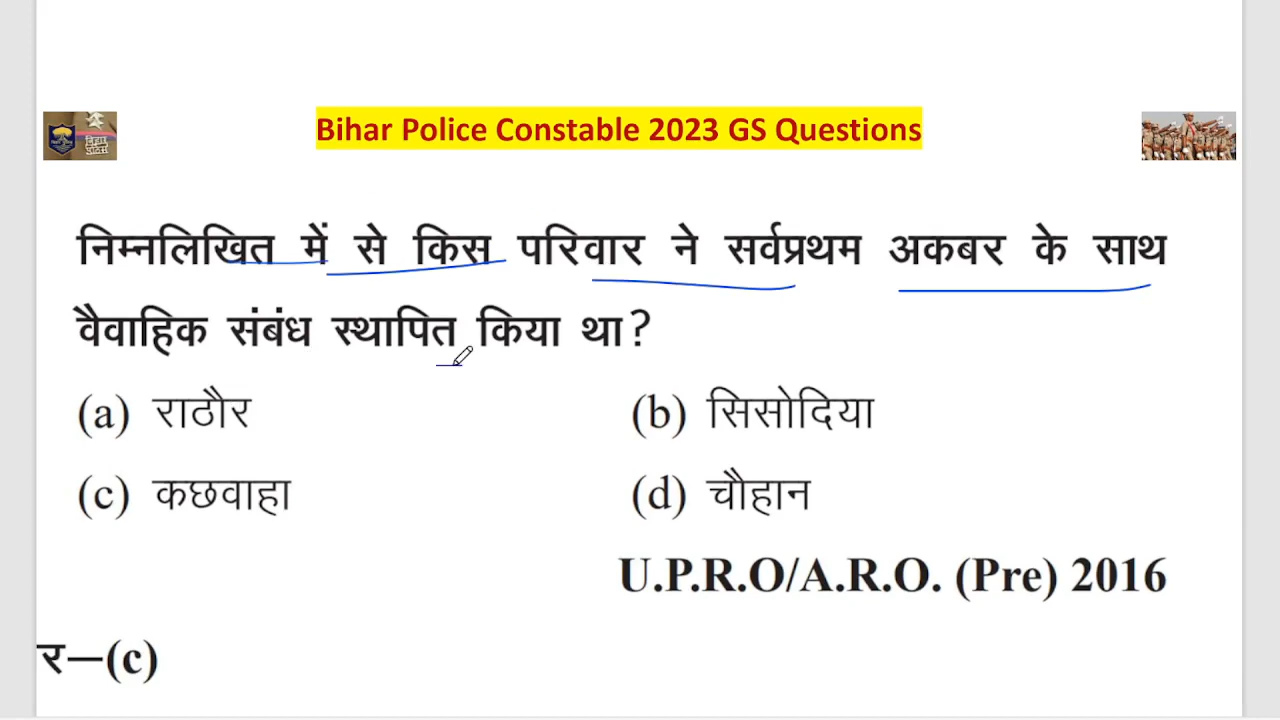 Bihar Police Constable 2023 GS Questions
निम्नलिखित में से किस परिवार ने सर्वप्रथम अकबर के साथ
वैवाहिक संबंध स्थापित किया था?
(a) राठौर (b) सिसोदिया
(c) कछवाहा (d) चौहान
U.P.R.O/A.R.O. (Pre) 2016
र–(c)